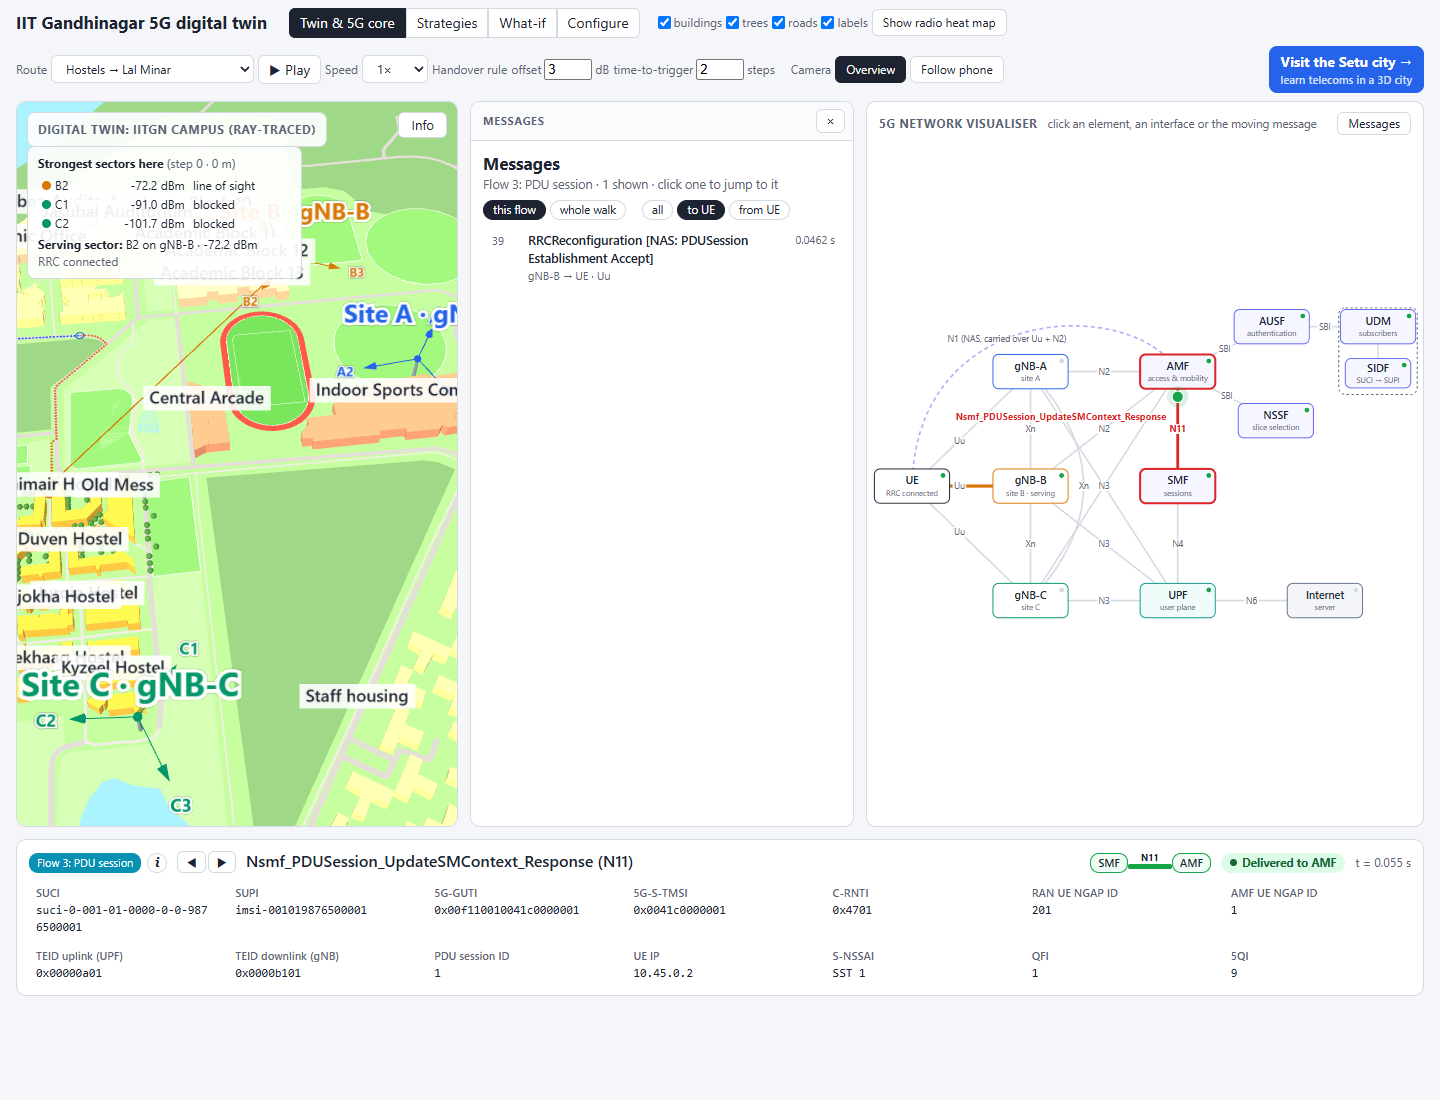 IIT Gandhinagar 5G digital twin
Twin & 5G core
Strategies
What-if
Configure
buildings
trees
roads
labels
Show radio heat map
Route
Hostels → Lal Minar
▶ Play
Speed
1×
Handover rule offset
3
dB time-to-trigger
2
steps
Camera
Overview
Follow phone
Visit the Setu city →
learn telecoms in a 3D city
DIGITAL TWIN: IITGN CAMPUS (RAY-TRACED)
Info
Strongest sectors here (step 0 · 0 m)
B2 -72.2 dBm line of sight
C1 -91.0 dBm blocked
C2 -101.7 dBm blocked
Serving sector: B2 on gNB-B · -72.2 dBm
RRC connected
gNB-B
Academic Block 11
Academic Block 12
Academic Block 13
B3
B2
Site A · gN
A2
Indoor Sports Con
Central Arcade
imair H
Old Mess
Duven Hostel
jokha Hostel
tel
ekhaag Hostel
Kyzeel Hostel
C1
Site C · gNB-C
C2
C3
Staff housing
MESSAGES
×
Messages
Flow 3: PDU session · 1 shown · click one to jump to it
this flow
whole walk
all
to UE
from UE
39 RRCReconfiguration [NAS: PDUSession 0.0462 s
Establishment Accept]
gNB-B → UE · Uu
5G NETWORK VISUALISER
click an element, an interface or the moving message
Messages
N1 (NAS, carried over Uu + N2)
gNB-A
site A
N2
AMF
access & mobility
SBI
AUSF
authentication
SBI
UDM
subscribers
SIDF
SUCI → SUPI
SBI
NSSF
slice selection
Nsmf_PDUSession_UpdateSMContext_Response
Uu
Xn
N2
N11
UE
RRC connected
Uu
gNB-B
site B · serving
Xn
N3
SMF
sessions
Uu
Xn
N3
N4
gNB-C
site C
N3
UPF
user plane
N6
Internet
server
Flow 3: PDU session
i
◀
▶
Nsmf_PDUSession_UpdateSMContext_Response (N11)
SMF
N11
AMF
Delivered to AMF
t = 0.055 s
SUCI
suci-0-001-01-0000-0-0-987
6500001
SUPI
imsi-001019876500001
5G-GUTI
0x00f110010041c0000001
5G-S-TMSI
0x0041c0000001
C-RNTI
0x4701
RAN UE NGAP ID
201
AMF UE NGAP ID
1
TEID uplink (UPF)
0x00000a01
TEID downlink (gNB)
0x0000b101
PDU session ID
1
UE IP
10.45.0.2
S-NSSAI
SST 1
QFI
1
5QI
9